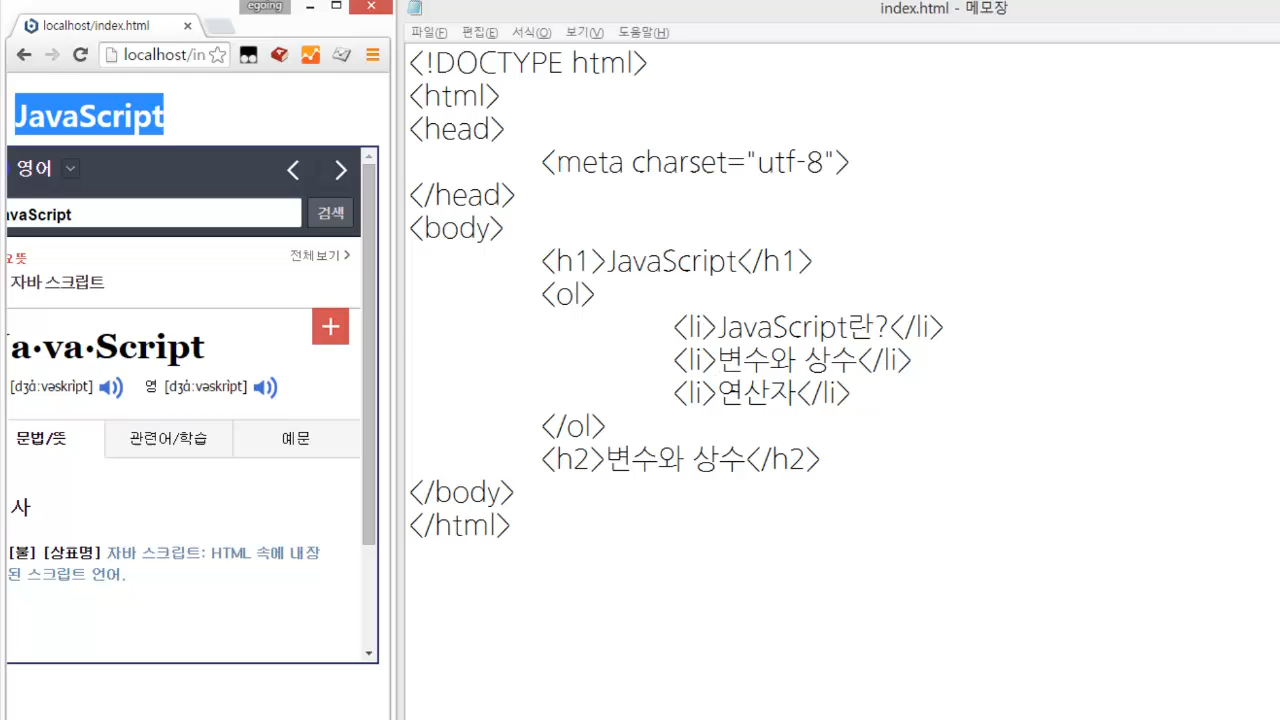 egoing
localhost/index.html
localhost/in
JavaScript
영어
avaScript
검색
요 뜻
전체보기
자바 스크립트
a·va·Script
[dʒɑ́ːvəskrìpt] 영 [dʒɑ́ːvəskrìpt]
문법/뜻 관련어/학습 예문
사
[불] [상표명] 자바 스크립트: HTML 속에 내장
된 스크립트 언어.
index.html - 메모장
파일(F) 편집(E) 서식(O) 보기(V) 도움말(H)
<!DOCTYPE html>
<html>
<head>
<meta charset="utf-8">
</head>
<body>
<h1>JavaScript</h1>
<ol>
<li>JavaScript란?</li>
<li>변수와 상수</li>
<li>연산자</li>
</ol>
<h2>변수와 상수</h2>
</body>
</html>